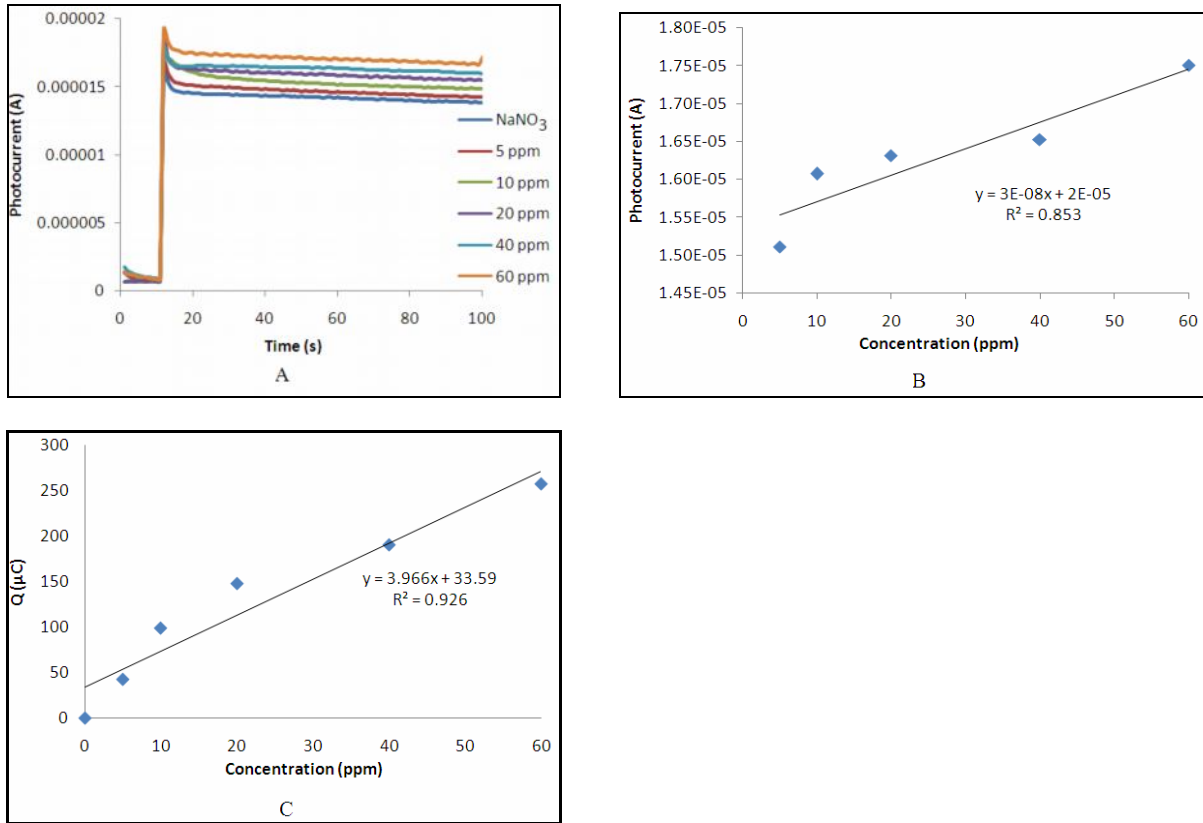 0.00002
0.000015
0.00001
0.000005
0
Photocurrent (A)
0 20 40 60 80 100
Time (s)
NaNO3
5 ppm
10 ppm
20 ppm
40 ppm
60 ppm
A
1.80E-05
1.75E-05
1.70E-05
1.65E-05
1.60E-05
1.55E-05
1.50E-05
1.45E-05
Photocurrent (A)
y = 3E-08x + 2E-05
R² = 0.853
0 10 20 30 40 50 60
Concentration (ppm)
B
300
250
200
150
100
50
0
Q (µC)
y = 3.966x + 33.59
R² = 0.926
0 10 20 30 40 50 60
Concentration (ppm)
C